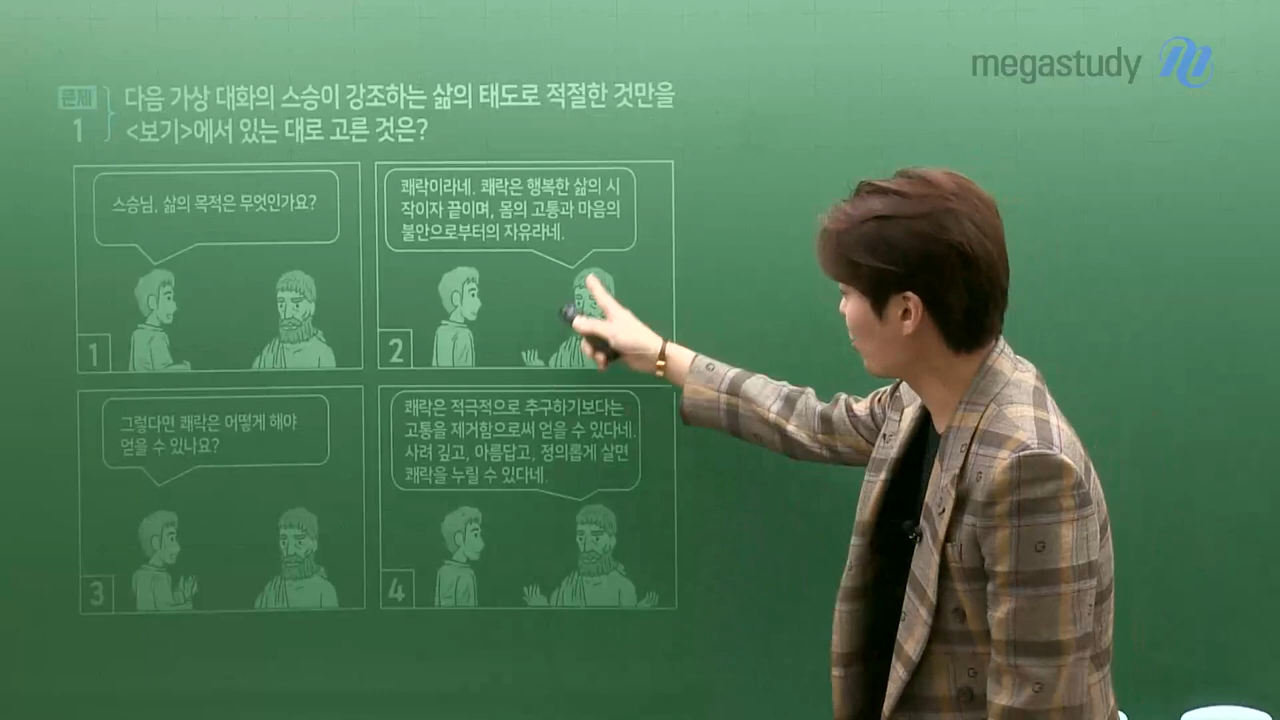 megastudy
문제
1
다음 가상 대화의 스승이 강조하는 삶의 태도로 적절한 것만을
<보기>에서 있는 대로 고른 것은?
스승님, 삶의 목적은 무엇인가요?
1
쾌락이라네. 쾌락은 행복한 삶의 시
작이자 끝이며, 몸의 고통과 마음의
불안으로부터의 자유라네.
2
그렇다면 쾌락은 어떻게 해야
얻을 수 있나요?
3
쾌락은 적극적으로 추구하기보다는
고통을 제거함으로써 얻을 수 있다네.
사려 깊고, 아름답고, 정의롭게 살면
쾌락을 누릴 수 있다네.
4